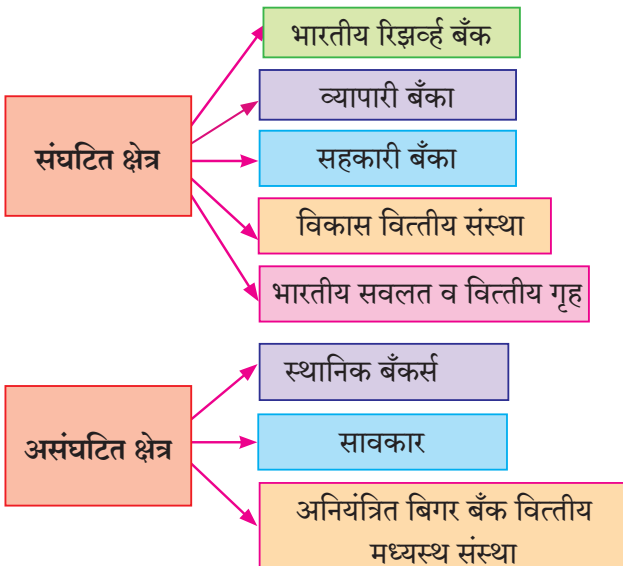 संघटित क्षेत्र
भारतीय रिझर्व्ह बँक
व्यापारी बँका
सहकारी बँका
विकास वित्तीय संस्था
भारतीय सवलत व वित्तीय गृह
असंघटित क्षेत्र
स्थानिक बँकर्स
सावकार
अनियंत्रित बिगर बँक वित्तीय
मध्यस्थ संस्था